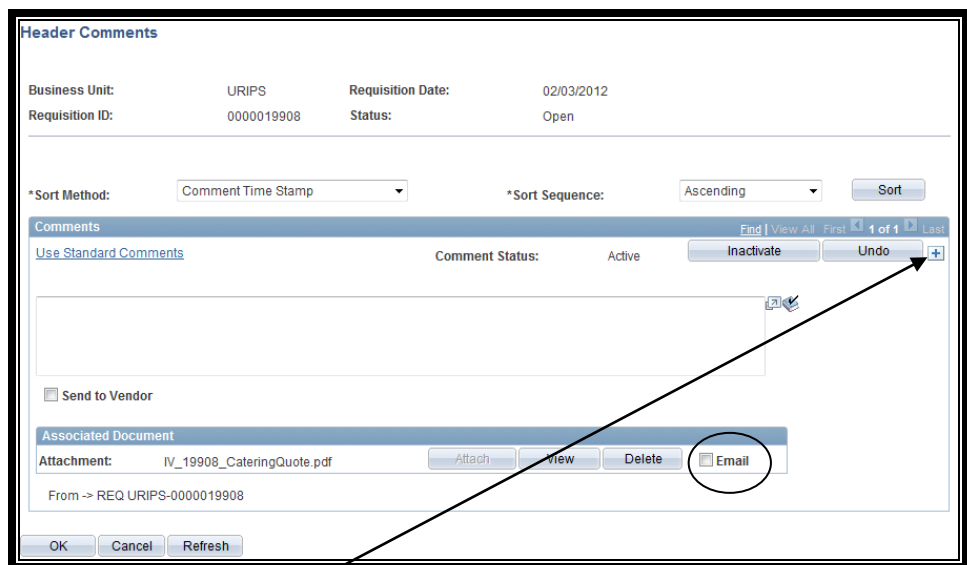 Header Comments
Business Unit: URIPS Requisition Date: 02/03/2012
Requisition ID: 0000019908 Status: Open
*Sort Method: Comment Time Stamp *Sort Sequence: Ascending Sort
Comments Find | View All First 1 of 1 Last
Use Standard Comments Comment Status: Active Inactivate Undo
Send to Vendor
Associated Document
Attachment: IV_19908_CateringQuote.pdf Attach View Delete Email
From -> REQ URIPS-0000019908
OK Cancel Refresh